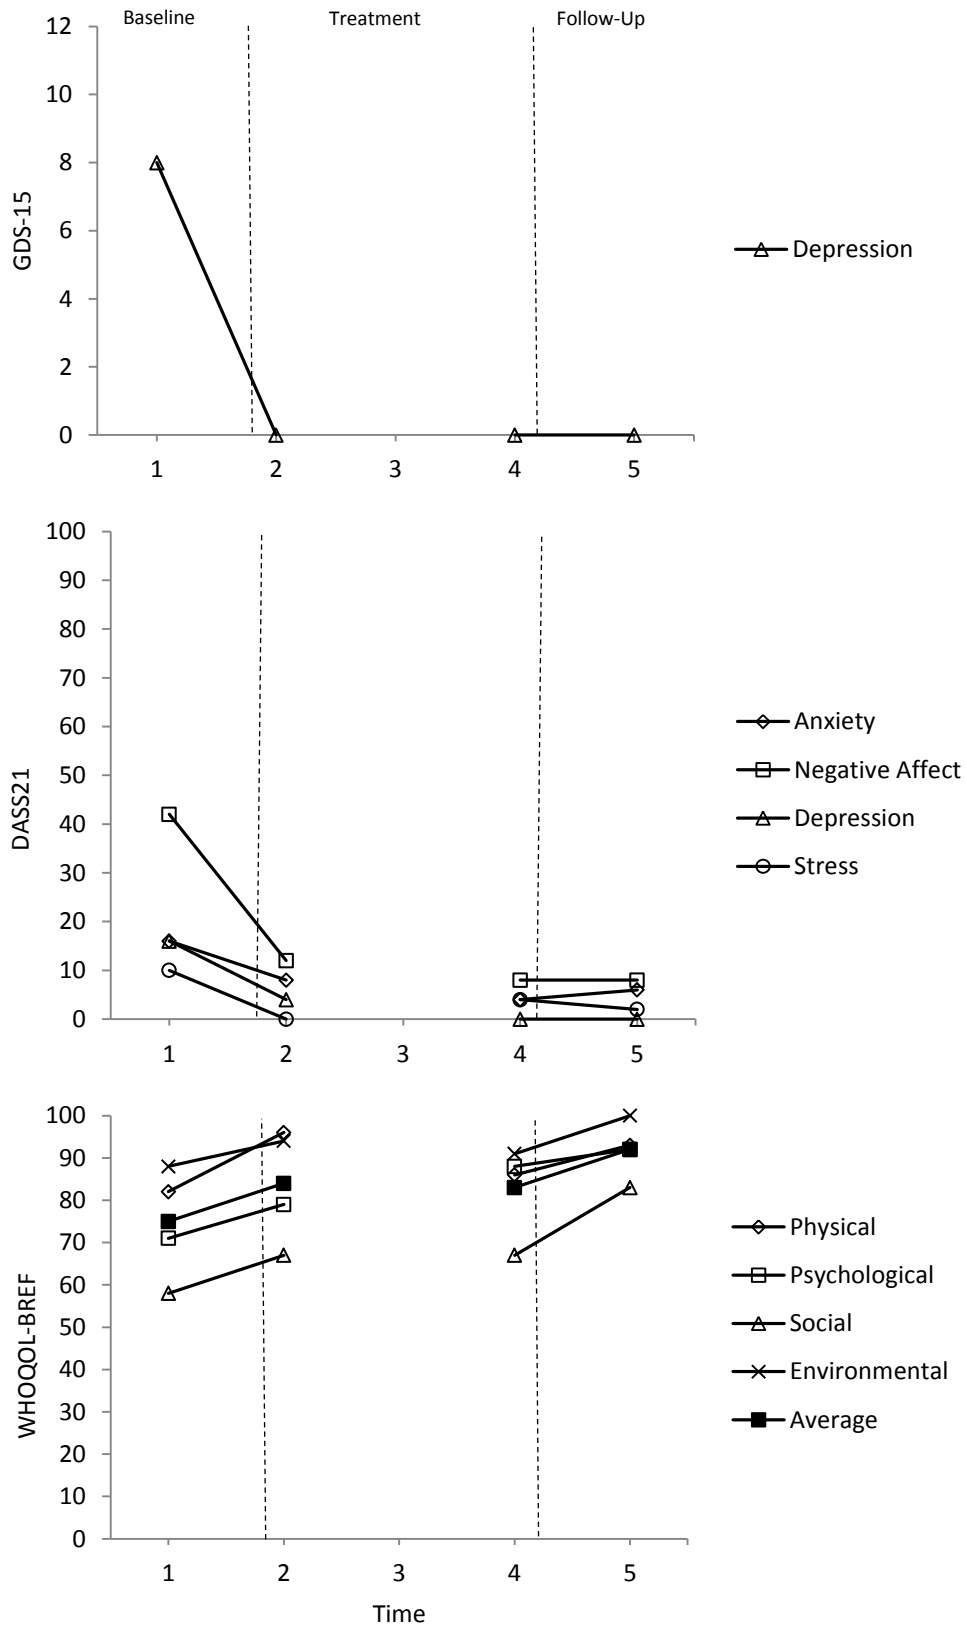 Baseline Treatment Follow-Up
12
10
8
6
4
2
0
GDS-15
1 2 3 4 5
Depression
100
90
80
70
60
50
40
30
20
10
0
DASS21
1 2 3 4 5
Anxiety
Negative Affect
Depression
Stress
100
90
80
70
60
50
40
30
20
10
0
WHOQOL-BREF
1 2 3 4 5
Time
Physical
Psychological
Social
Environmental
Average